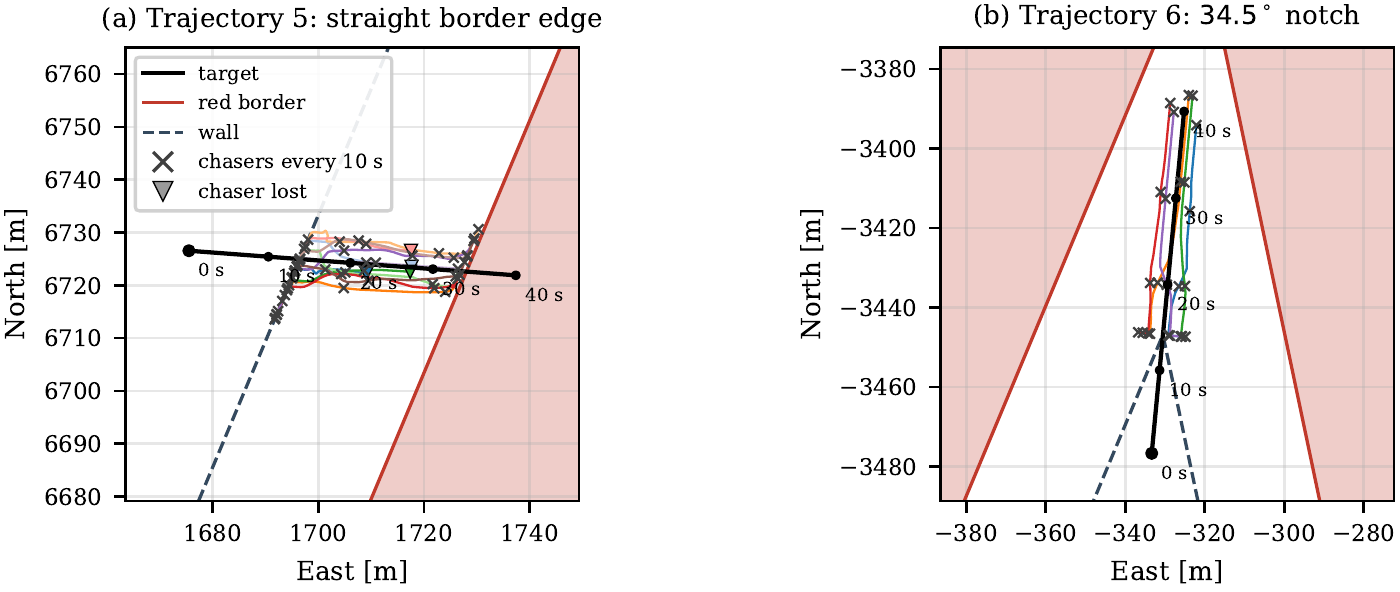 (a) Trajectory 5: straight border edge
target
red border
wall
chasers every 10 s
chaser lost
6760
6750
6740
6730
6720
6710
6700
6690
6680
North [m]
0 s
10 s
20 s
30 s
40 s
1680
1700
1720
1740
East [m]
(b) Trajectory 6: 34.5° notch
−3380
−3400
−3420
−3440
−3460
−3480
North [m]
40 s
30 s
20 s
10 s
0 s
−380
−360
−340
−320
−300
−280
East [m]